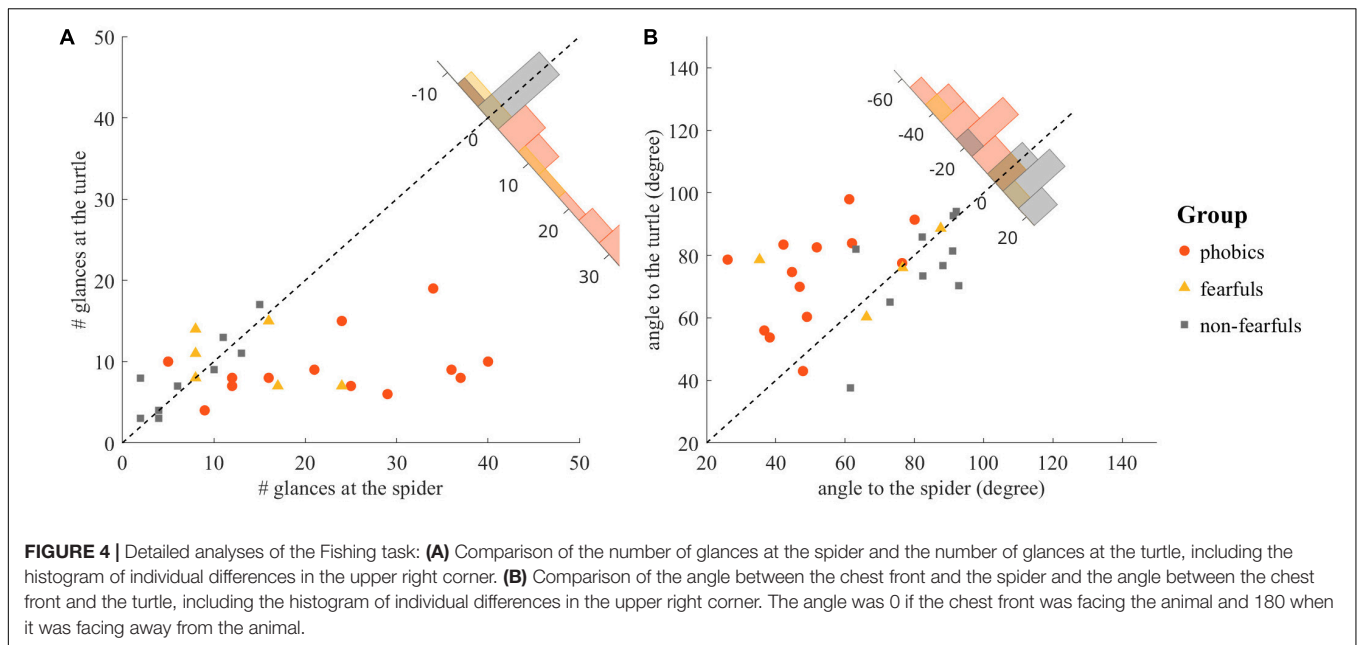 A
50
40
30
20
10
0
# glances at the turtle
0 10 20 30 40 50
# glances at the spider
-10
0
10
20
30
B
140
120
100
80
60
40
20
angle to the turtle (degree)
20 40 60 80 100 120 140
angle to the spider (degree)
-60
-40
-20
0
20
Group
phobics
fearfuls
non-fearfuls
FIGURE 4 | Detailed analyses of the Fishing task: (A) Comparison of the number of glances at the spider and the number of glances at the turtle, including the
histogram of individual differences in the upper right corner. (B) Comparison of the angle between the chest front and the spider and the angle between the chest
front and the turtle, including the histogram of individual differences in the upper right corner. The angle was 0 if the chest front was facing the animal and 180 when
it was facing away from the animal.